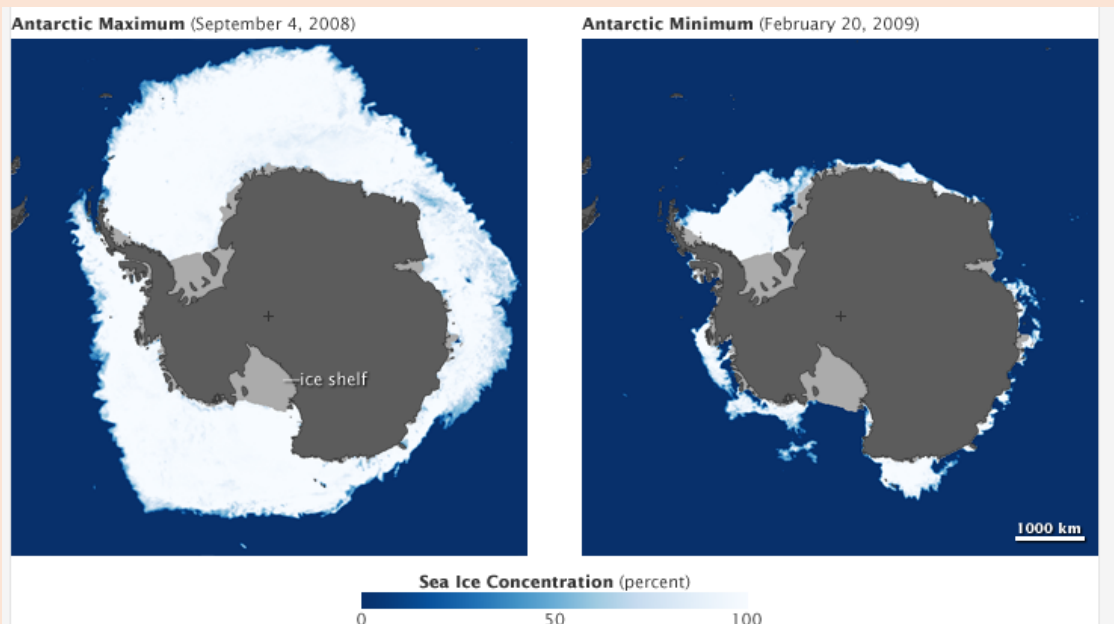 Antarctic Maximum (September 4, 2008)
Antarctic Minimum (February 20, 2009)
ice shelf
1000 km
Sea Ice Concentration (percent)
0 50 100